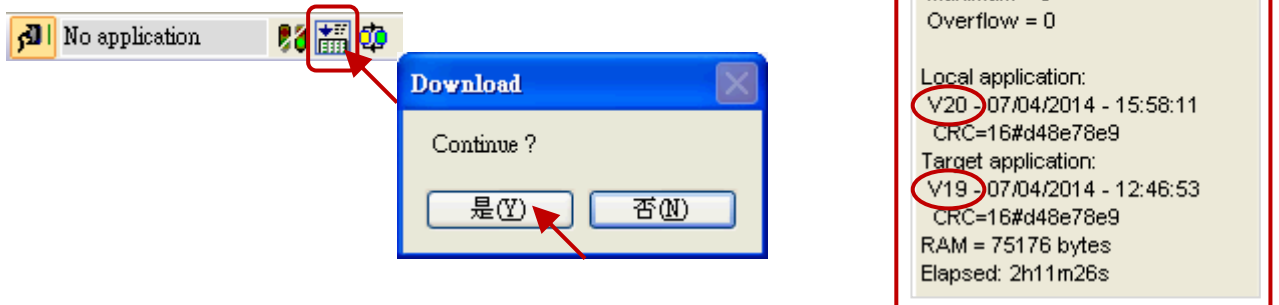 No application
Download
Continue ?
是(Y)
否(N)
Overflow = 0
Local application:
V20 - 07/04/2014 - 15:58:11
CRC=16#d48e78e9
Target application:
V19 - 07/04/2014 - 12:46:53
CRC=16#d48e78e9
RAM = 75176 bytes
Elapsed: 2h11m26s